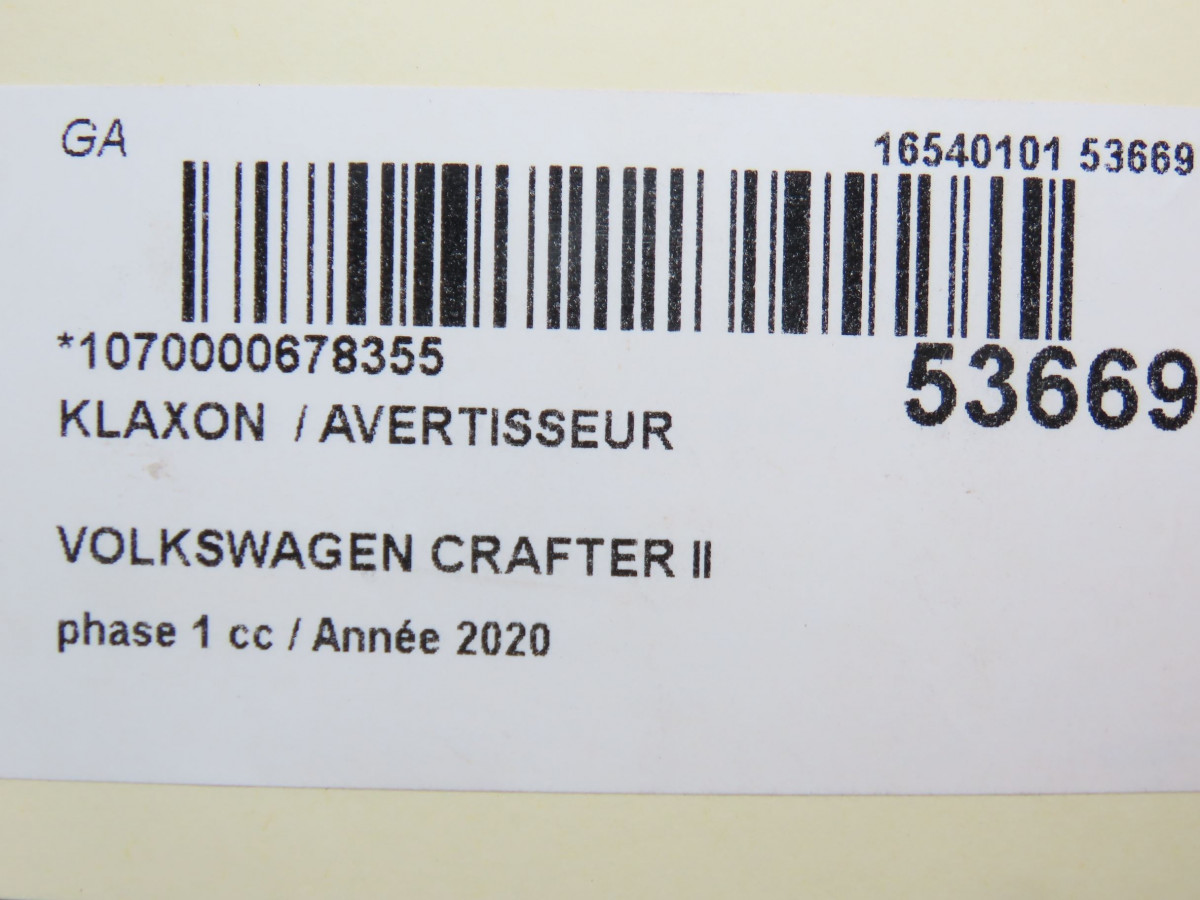 GA
16540101 53669
*1070000678355
53669
KLAXON / AVERTISSEUR
VOLKSWAGEN CRAFTER II
phase 1 cc / Année 2020